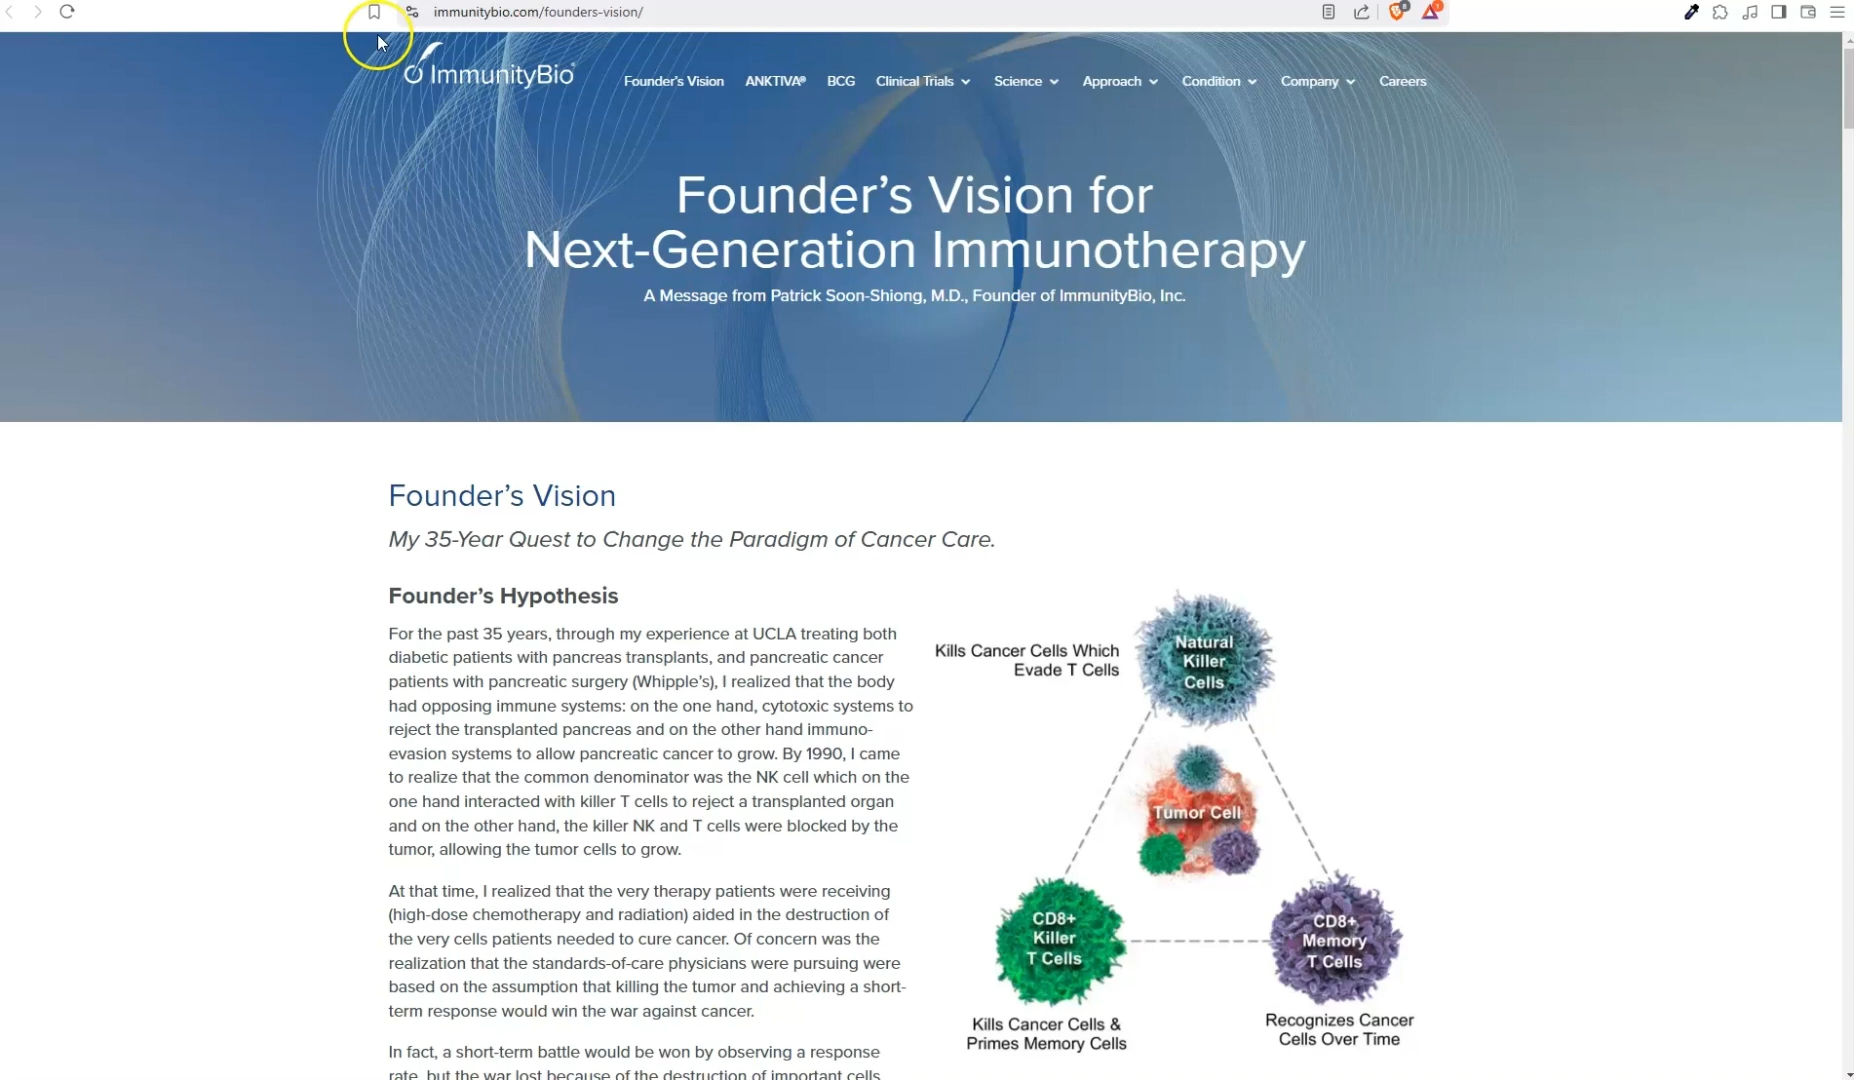 immunitybio.com/founders-vision/
ImmunityBio
Founder's Vision ANKTIVA® BCG Clinical Trials Science Approach Condition Company Careers
Founder's Vision for
Next-Generation Immunotherapy
A Message from Patrick Soon-Shiong, M.D., Founder of ImmunityBio, Inc.
Founder's Vision
My 35-Year Quest to Change the Paradigm of Cancer Care.
Founder's Hypothesis
For the past 35 years, through my experience at UCLA treating both
diabetic patients with pancreas transplants, and pancreatic cancer
patients with pancreatic surgery (Whipple's), I realized that the body
had opposing immune systems: on the one hand, cytotoxic systems to
reject the transplanted pancreas and on the other hand immuno-
evasion systems to allow pancreatic cancer to grow. By 1990, I came
to realize that the common denominator was the NK cell which on the
one hand interacted with killer T cells to reject a transplanted organ
and on the other hand, the killer NK and T cells were blocked by the
tumor, allowing the tumor cells to grow.
At that time, I realized that the very therapy patients were receiving
(high-dose chemotherapy and radiation) aided in the destruction of
the very cells patients needed to cure cancer. Of concern was the
realization that the standards-of-care physicians were pursuing were
based on the assumption that killing the tumor and achieving a short-
term response would win the war against cancer.
In fact, a short-term battle would be won by observing a response
rate, but the war lost because of the destruction of important cells
Kills Cancer Cells Which
Evade T Cells
Natural
Killer
Cells
Tumor Cell
CD8+
Killer
T Cells
CD8+
Memory
T Cells
Kills Cancer Cells &
Primes Memory Cells
Recognizes Cancer
Cells Over Time